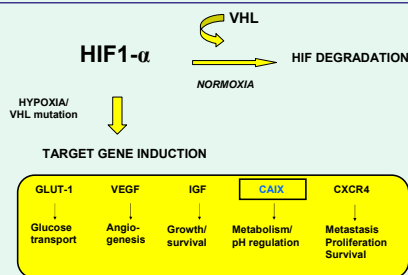 VHL
HIF1-α
HIF DEGRADATION
NORMOXIA
HYPOXIA/
VHL mutation
TARGET GENE INDUCTION
GLUT-1 VEGF IGF CAIX CXCR4
Glucose
transport
Angio-
genesis
Growth/
survival
Metabolism/
pH regulation
Metastasis
Proliferation
Survival